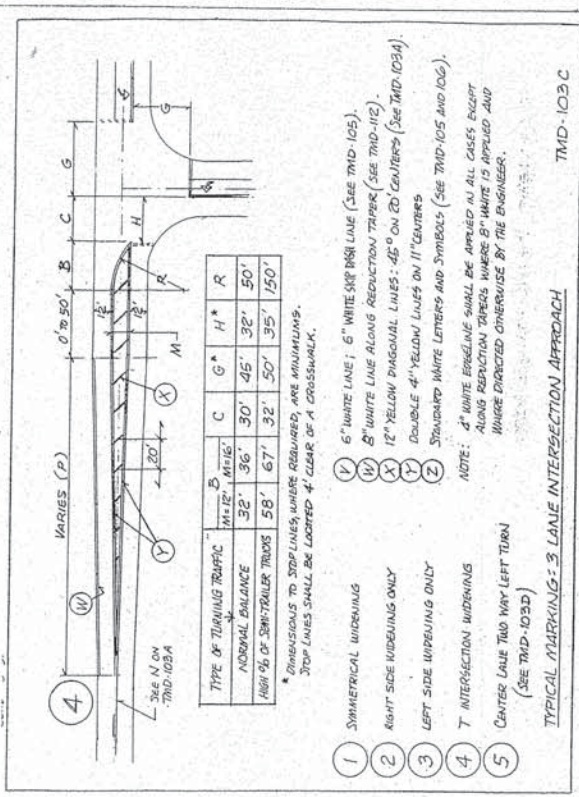 4
VARIES (P)
0' TO 50'
B
C
G
W
SEE N ON
TMD-103A
Y
20'
X
M
12'
12'
R
H
G
TYPE OF TURNING TRAFFIC
B
M=12'
M=16'
C
G*
H*
R
NORMAL BALANCE
32'
36'
30'
45'
32'
50'
HIGH % OF SEMI-TRAILER TRUCKS
58'
67'
32'
50'
35'
150'
* DIMENSIONS TO STOP LINES, WHERE REQUIRED, ARE MINIMUMS.
STOP LINES SHALL BE LOCATED 4' CLEAR OF A CROSSWALK.
1 SYMMETRICAL WIDENING
2 RIGHT SIDE WIDENING ONLY
3 LEFT SIDE WIDENING ONLY
4 T INTERSECTION WIDENING
5 CENTER LANE TWO WAY LEFT TURN
(SEE TMD-103D)
V 6" WHITE LINE; 6" WHITE SKIP DASH LINE (SEE TMD-105).
W 8" WHITE LINE ALONG REDUCTION TAPER (SEE TMD-112).
X 12" YELLOW DIAGONAL LINES: 45° ON 20' CENTERS (SEE TMD-103A).
Y DOUBLE 4" YELLOW LINES ON 11" CENTERS
Z STANDARD WHITE LETTERS AND SYMBOLS (SEE TMD-105 AND 106).
NOTE: 4" WHITE EDGELINE SHALL BE APPLIED IN ALL CASES EXCEPT
ALONG REDUCTION TAPERS WHERE 8" WHITE IS APPLIED AND
WHERE DIRECTED OTHERWISE BY THE ENGINEER.
TYPICAL MARKING: 3 LANE INTERSECTION APPROACH
TMD-103C